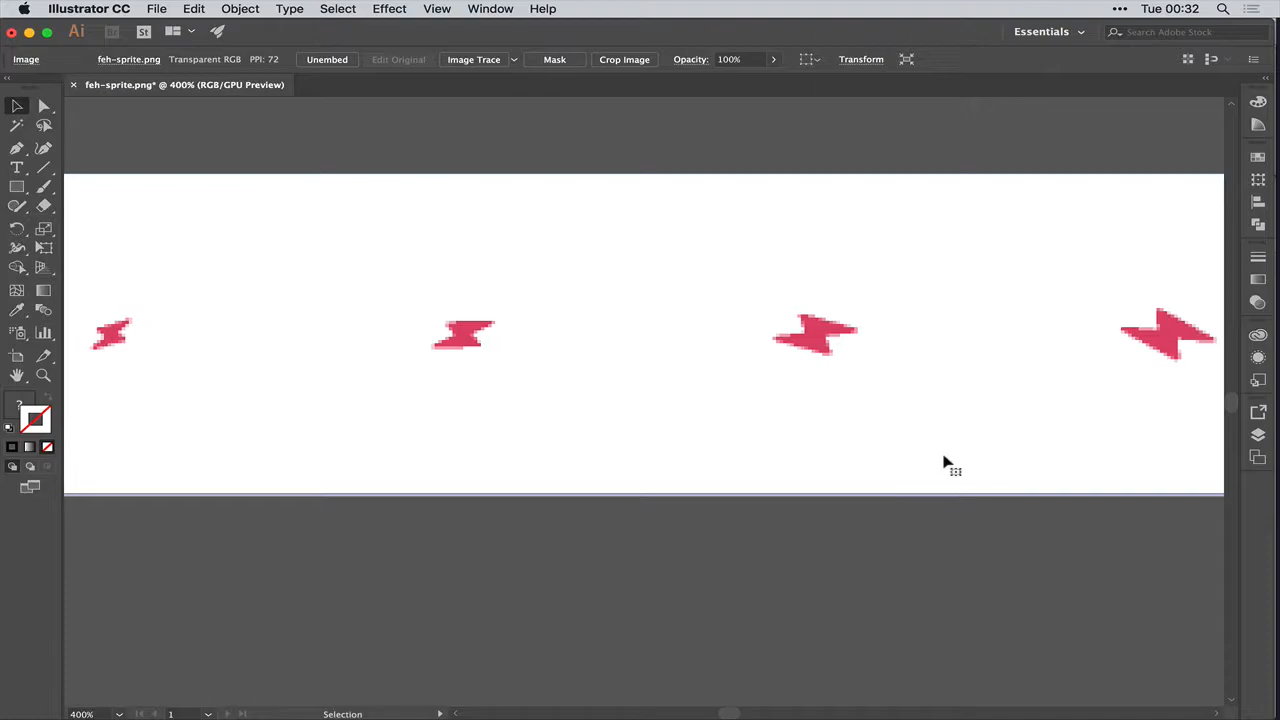 Illustrator CC File Edit Object Type Select Effect View Window Help ••• Tue 00:32
Ai Br St Essentials Search Adobe Stock
Image feh-sprite.png Transparent RGB PPI: 72 Unembed Edit Original Image Trace Mask Crop Image Opacity: 100% Transform
feh-sprite.png* @ 400% (RGB/GPU Preview)
?
400% 1 Selection